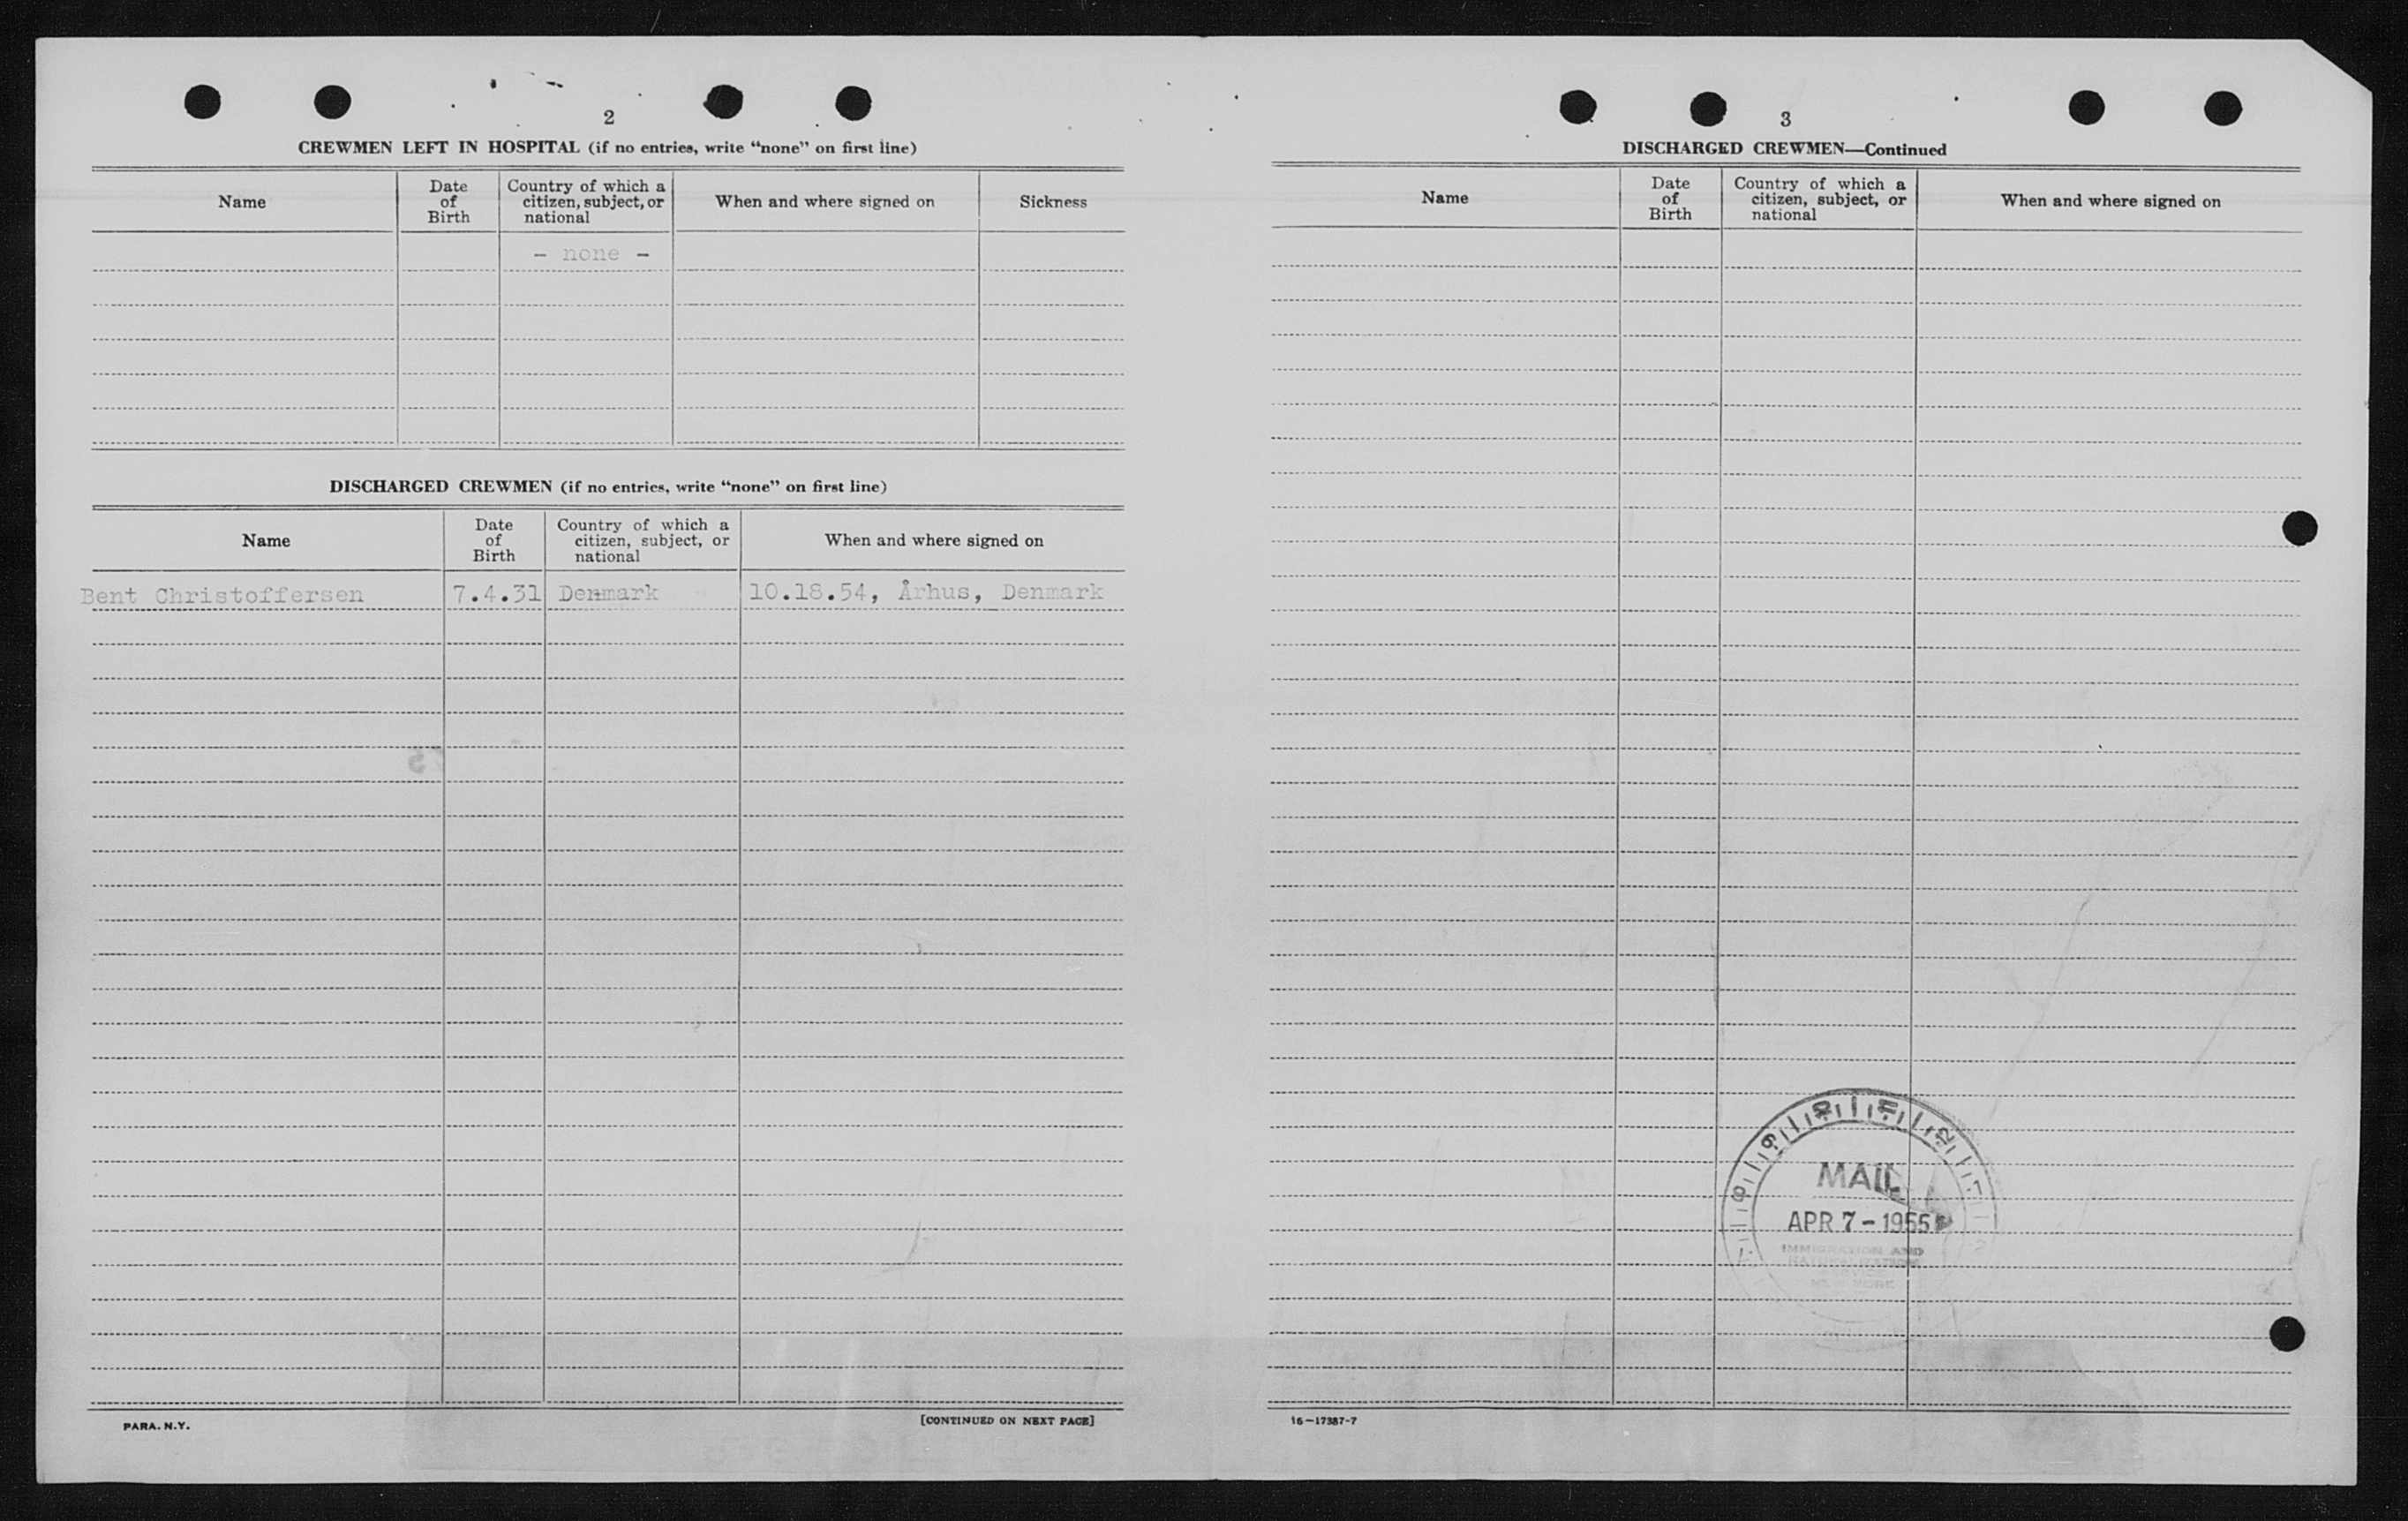 2
CREWMEN LEFT IN HOSPITAL (if no entries, write “none” on first line)
Name
Date of Birth
Country of which a citizen, subject, or national
When and where signed on
Sickness
- none -
DISCHARGED CREWMEN (if no entries, write “none” on first line)
Name
Date of Birth
Country of which a citizen, subject, or national
When and where signed on
Bent Christoffersen 7.4.31 Denmark 10.18.54, Århus, Denmark
PARA. N.Y.
[CONTINUED ON NEXT PAGE]
3
DISCHARGED CREWMEN—Continued
Name
Date of Birth
Country of which a citizen, subject, or national
When and where signed on
MAIL
APR 7-1955
IMMIGRATION AND
NATURALIZATION
16—17387-7